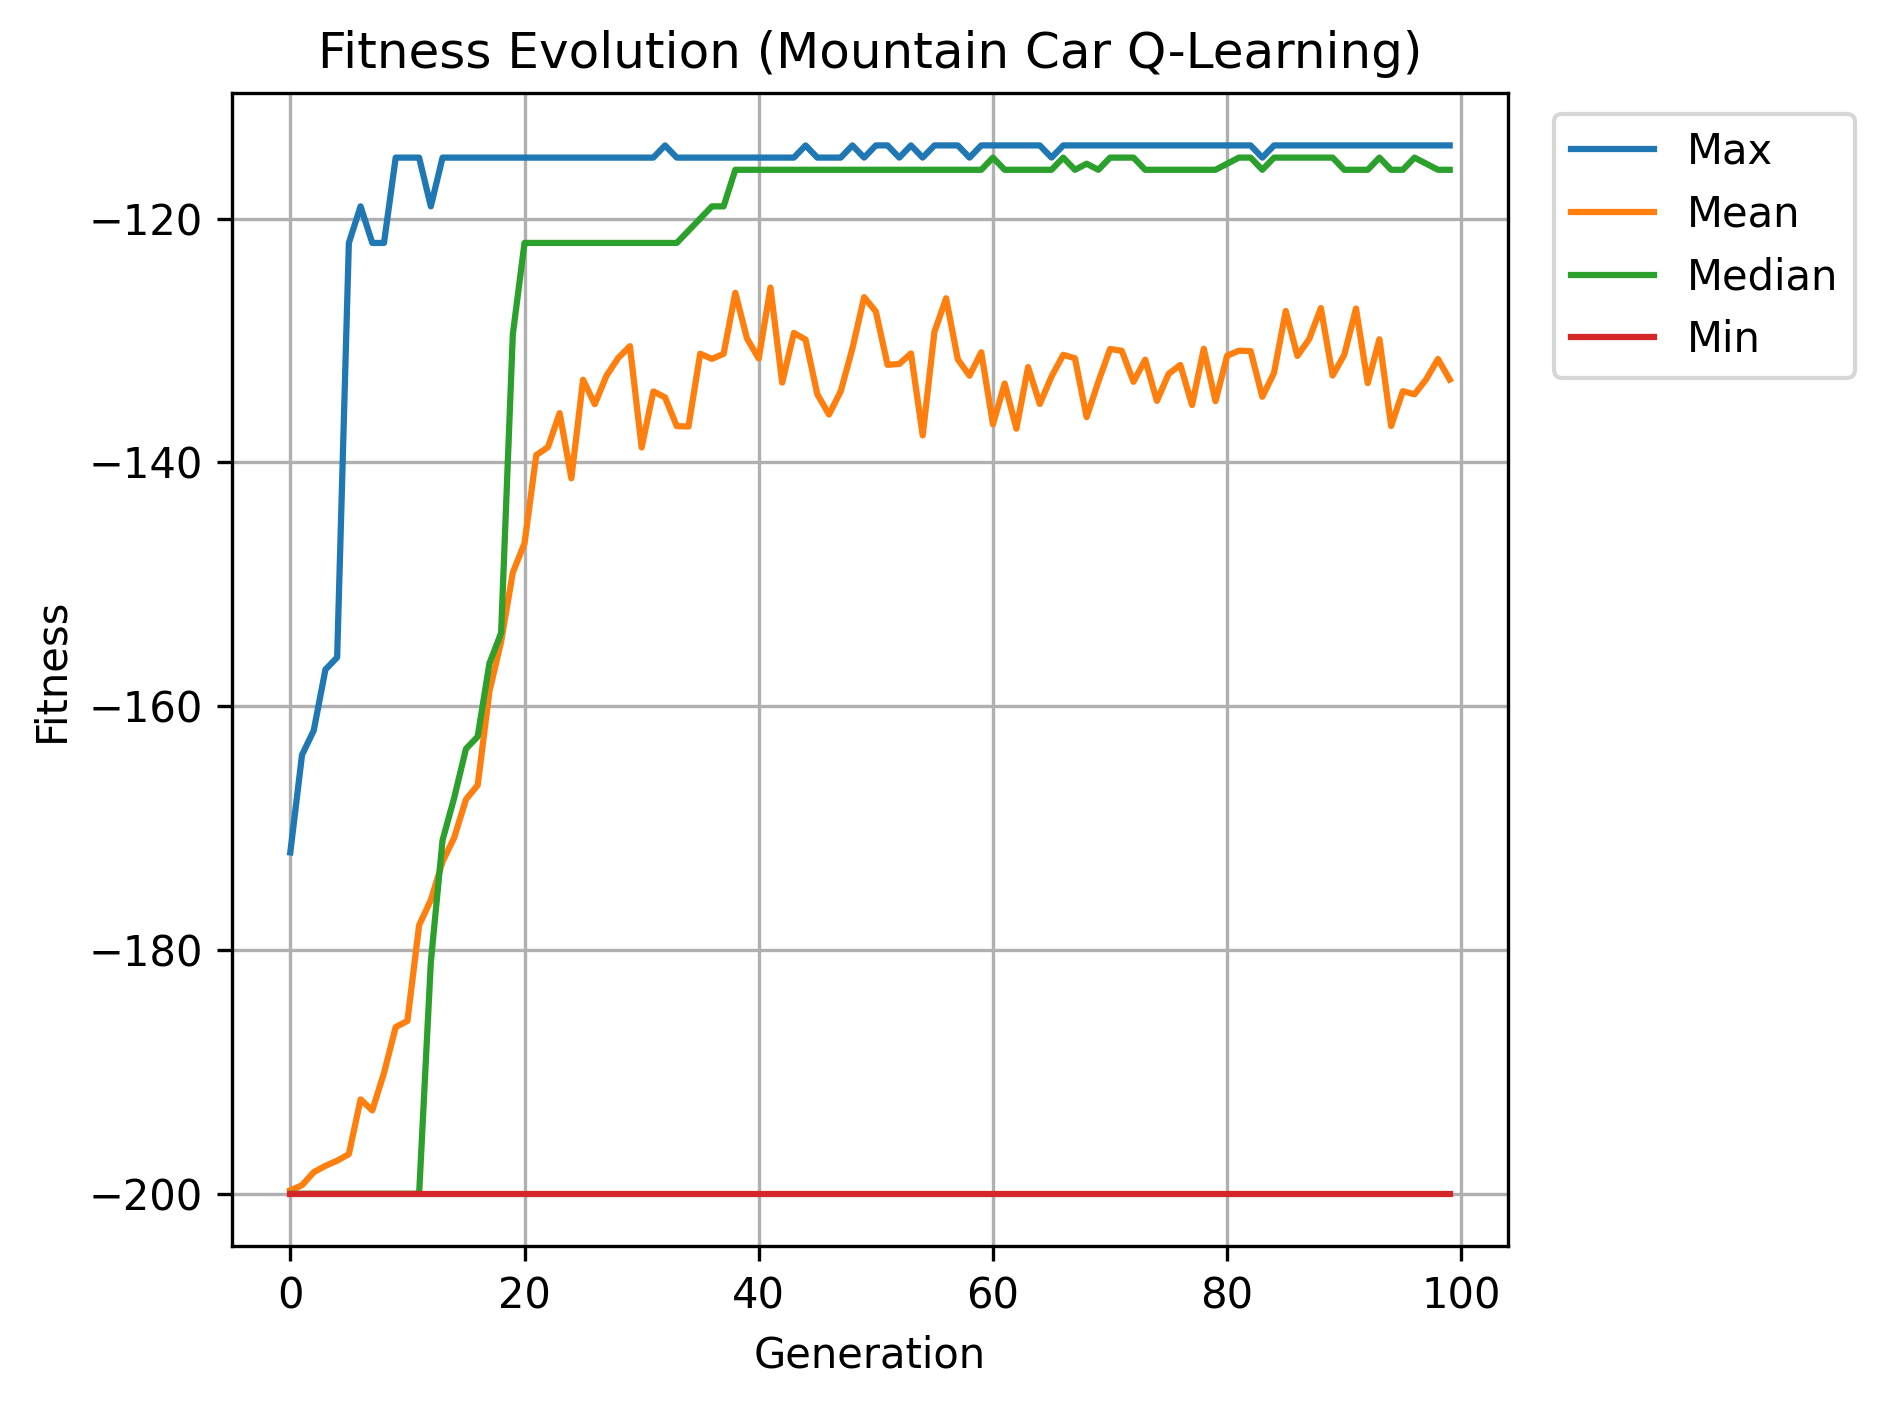 Fitness Evolution (Mountain Car Q-Learning)
Max
Mean
Median
Min
−120
−140
−160
−180
−200
Fitness
0 20 40 60 80 100
Generation